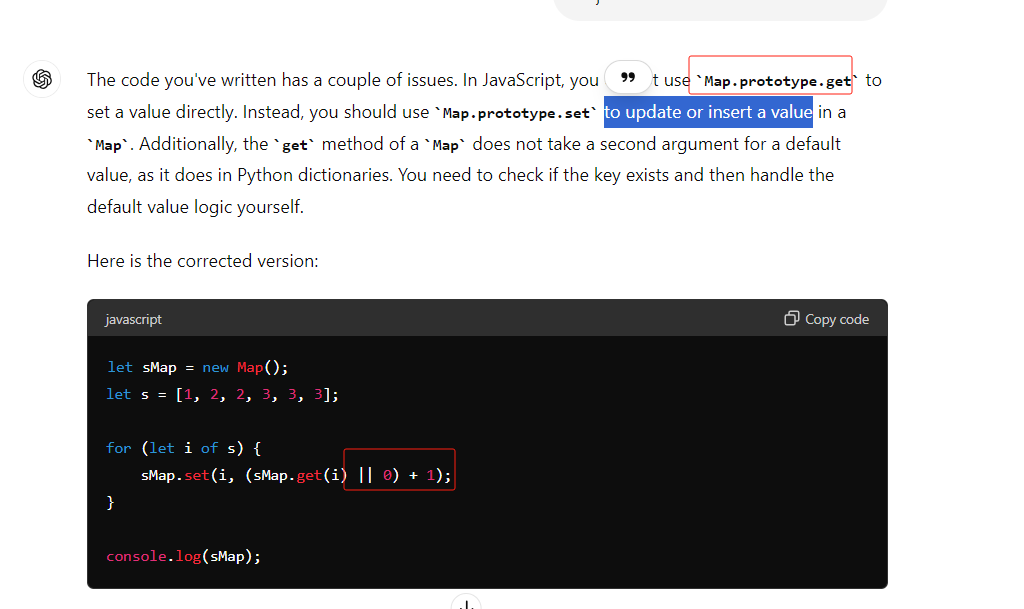 The code you've written has a couple of issues. In JavaScript, you ” t use `Map.prototype.get` to
set a value directly. Instead, you should use `Map.prototype.set` to update or insert a value in a
`Map`. Additionally, the `get` method of a `Map` does not take a second argument for a default
value, as it does in Python dictionaries. You need to check if the key exists and then handle the
default value logic yourself.
Here is the corrected version:
javascript Copy code
let sMap = new Map();
let s = [1, 2, 2, 3, 3, 3];
for (let i of s) {
    sMap.set(i, (sMap.get(i) || 0) + 1);
}
console.log(sMap);